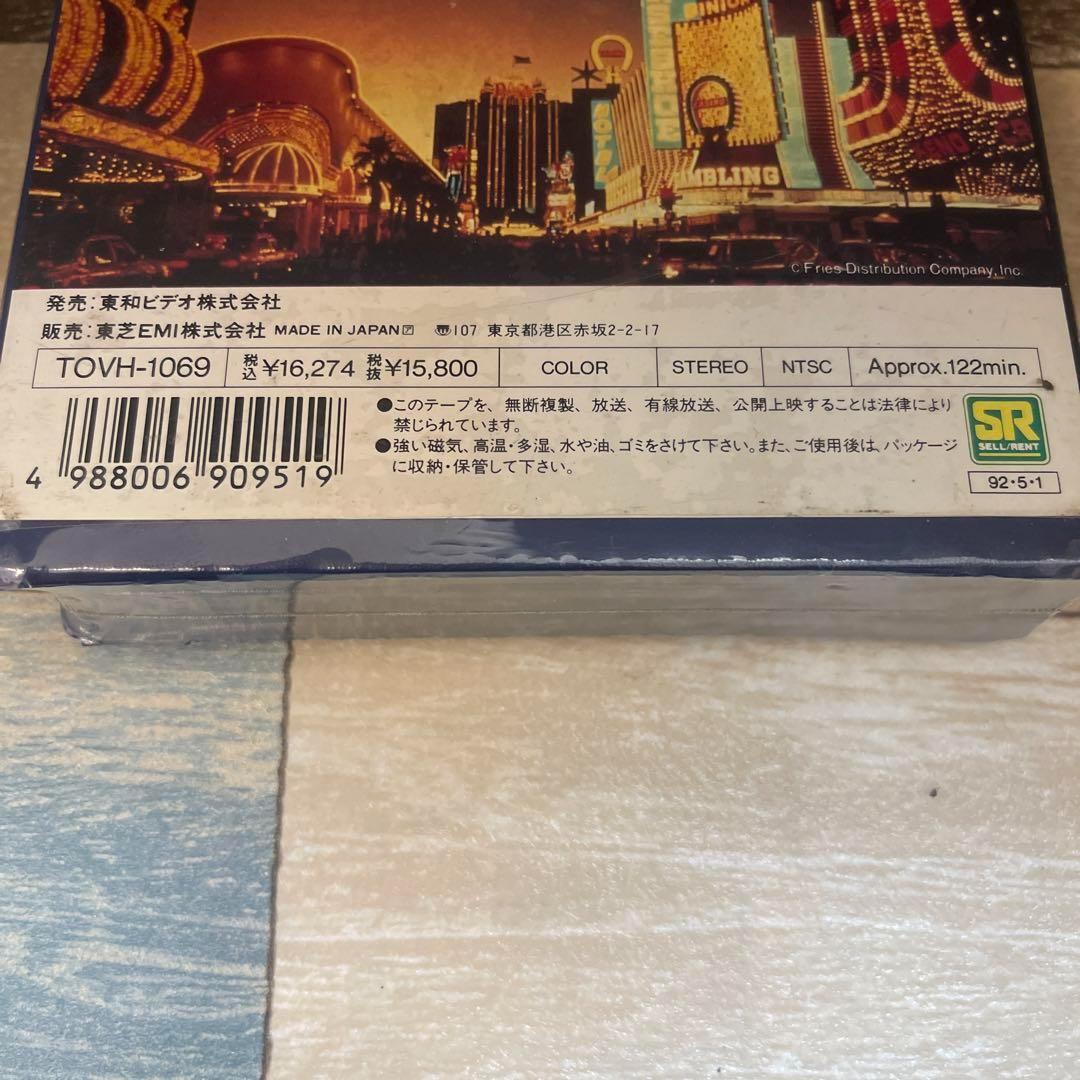 BINION
HORSESHOE
HOTEL
CASINO
GAMBLING
CASINO
© Fries Distribution Company, Inc.
発売:東和ビデオ株式会社
販売:東芝EMI株式会社 MADE IN JAPAN 〒107 東京都港区赤坂2-2-17
TOVH-1069 税込¥16,274 税抜¥15,800 COLOR STEREO NTSC Approx.122min.
●このテープを、無断複製、放送、有線放送、公開上映することは法律により
禁じられています。
●強い磁気、高温・多湿、水や油、ゴミをさけて下さい。また、ご使用後は、パッケージ
に収納・保管して下さい。
4 988006 909519
STR
SELL/RENT
92・5・1